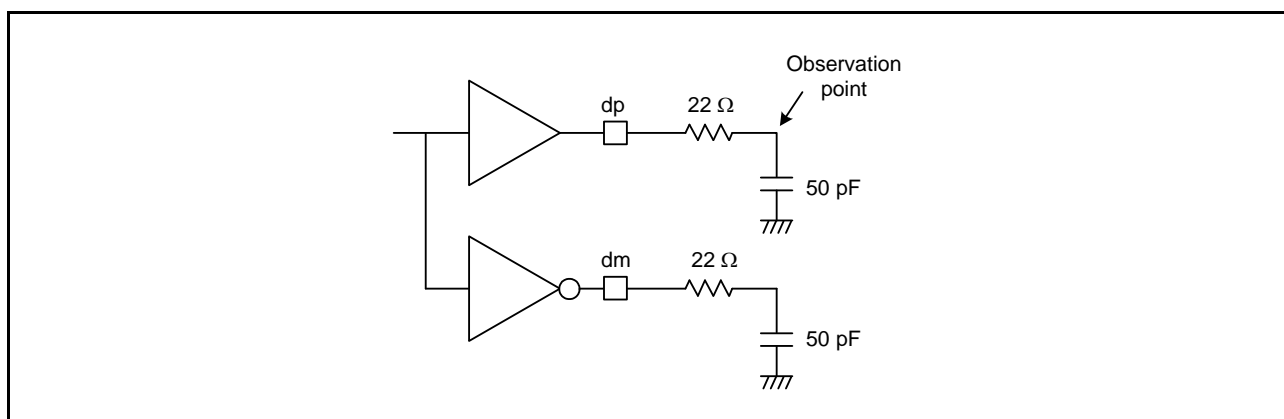 Observation
point
dp
22 Ω
50 pF
dm
22 Ω
50 pF